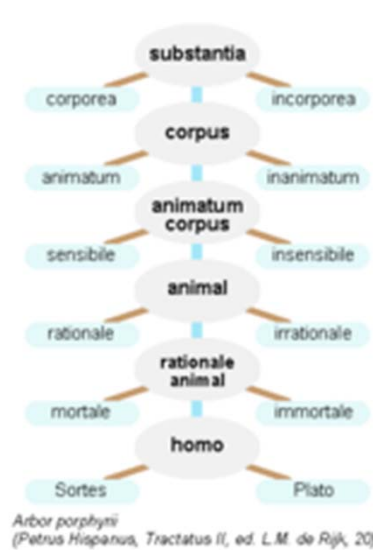 substantia
corporea incorporea
corpus
animatum inanimatum
animatum
corpus
sensibile insensibile
animal
rationale irrationale
rationale
animal
mortale immortale
homo
Sortes Plato
Arbor porphyrii
(Petrus Hispanus, Tractatus II, ed. L.M. de Rijk, 20)